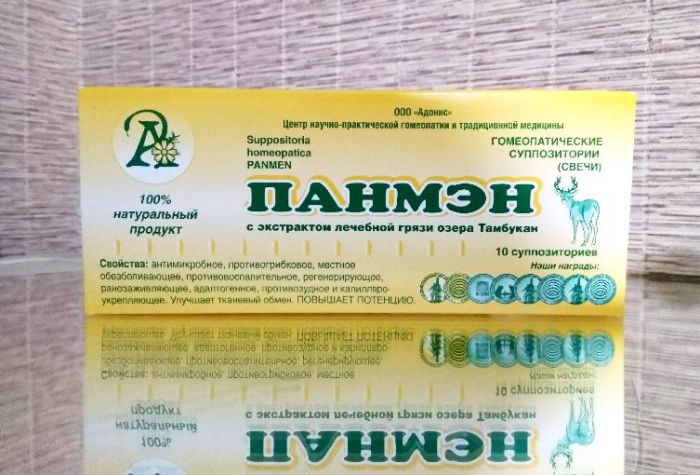 ООО «Адонис»
Центр научно-практической гомеопатии и традиционной медицины
Suppositoria
homeopatica
PANMEN
ГОМЕОПАТИЧЕСКИЕ
СУППОЗИТОРИИ
(СВЕЧИ)
А
100%
натуральный
продукт
ПАНМЭН
с экстрактом лечебной грязи озера Тамбукан
10 суппозиториев
Наши награды:
Свойства: антимикробное, противогрибковое, местное
обезболивающее, противовоспалительное, регенерирующее,
ранозаживляющее, адаптогенное, противозудное и капилляро-
укрепляющее. Улучшает тканевый обмен. ПОВЫШАЕТ ПОТЕНЦИЮ.